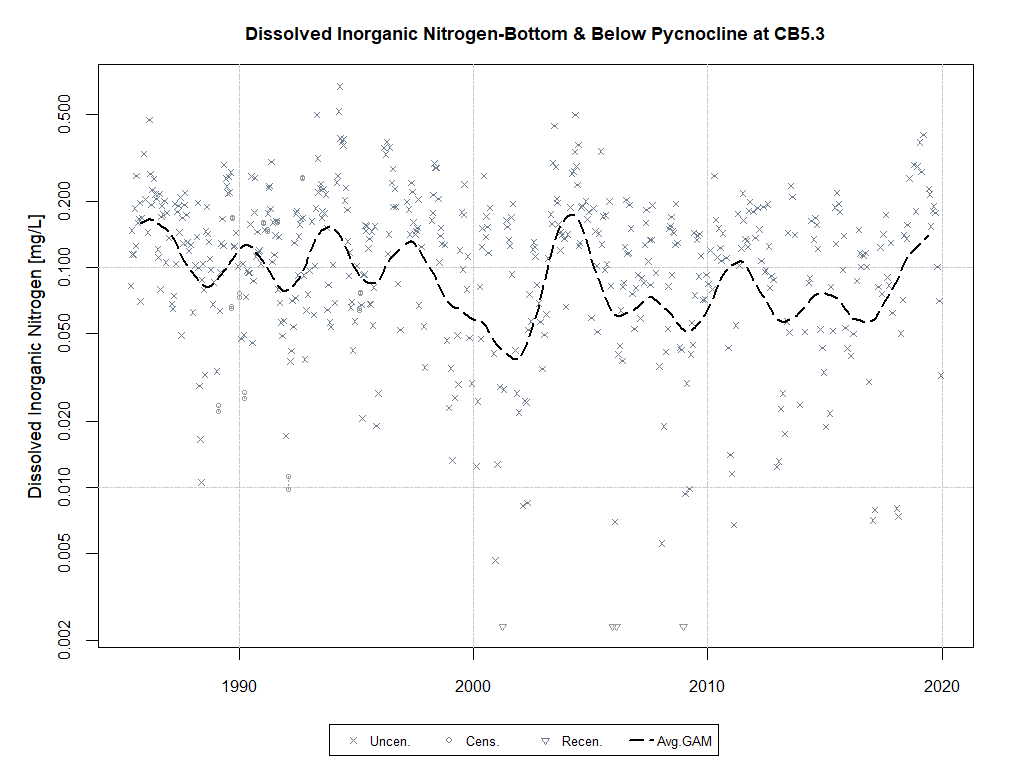 Dissolved Inorganic Nitrogen-Bottom & Below Pycnocline at CB5.3
Dissolved Inorganic Nitrogen [mg/L]
0.500
0.200
0.100
0.050
0.020
0.010
0.005
0.002
1990 2000 2010 2020
Uncen. Cens. Recen. Avg.GAM